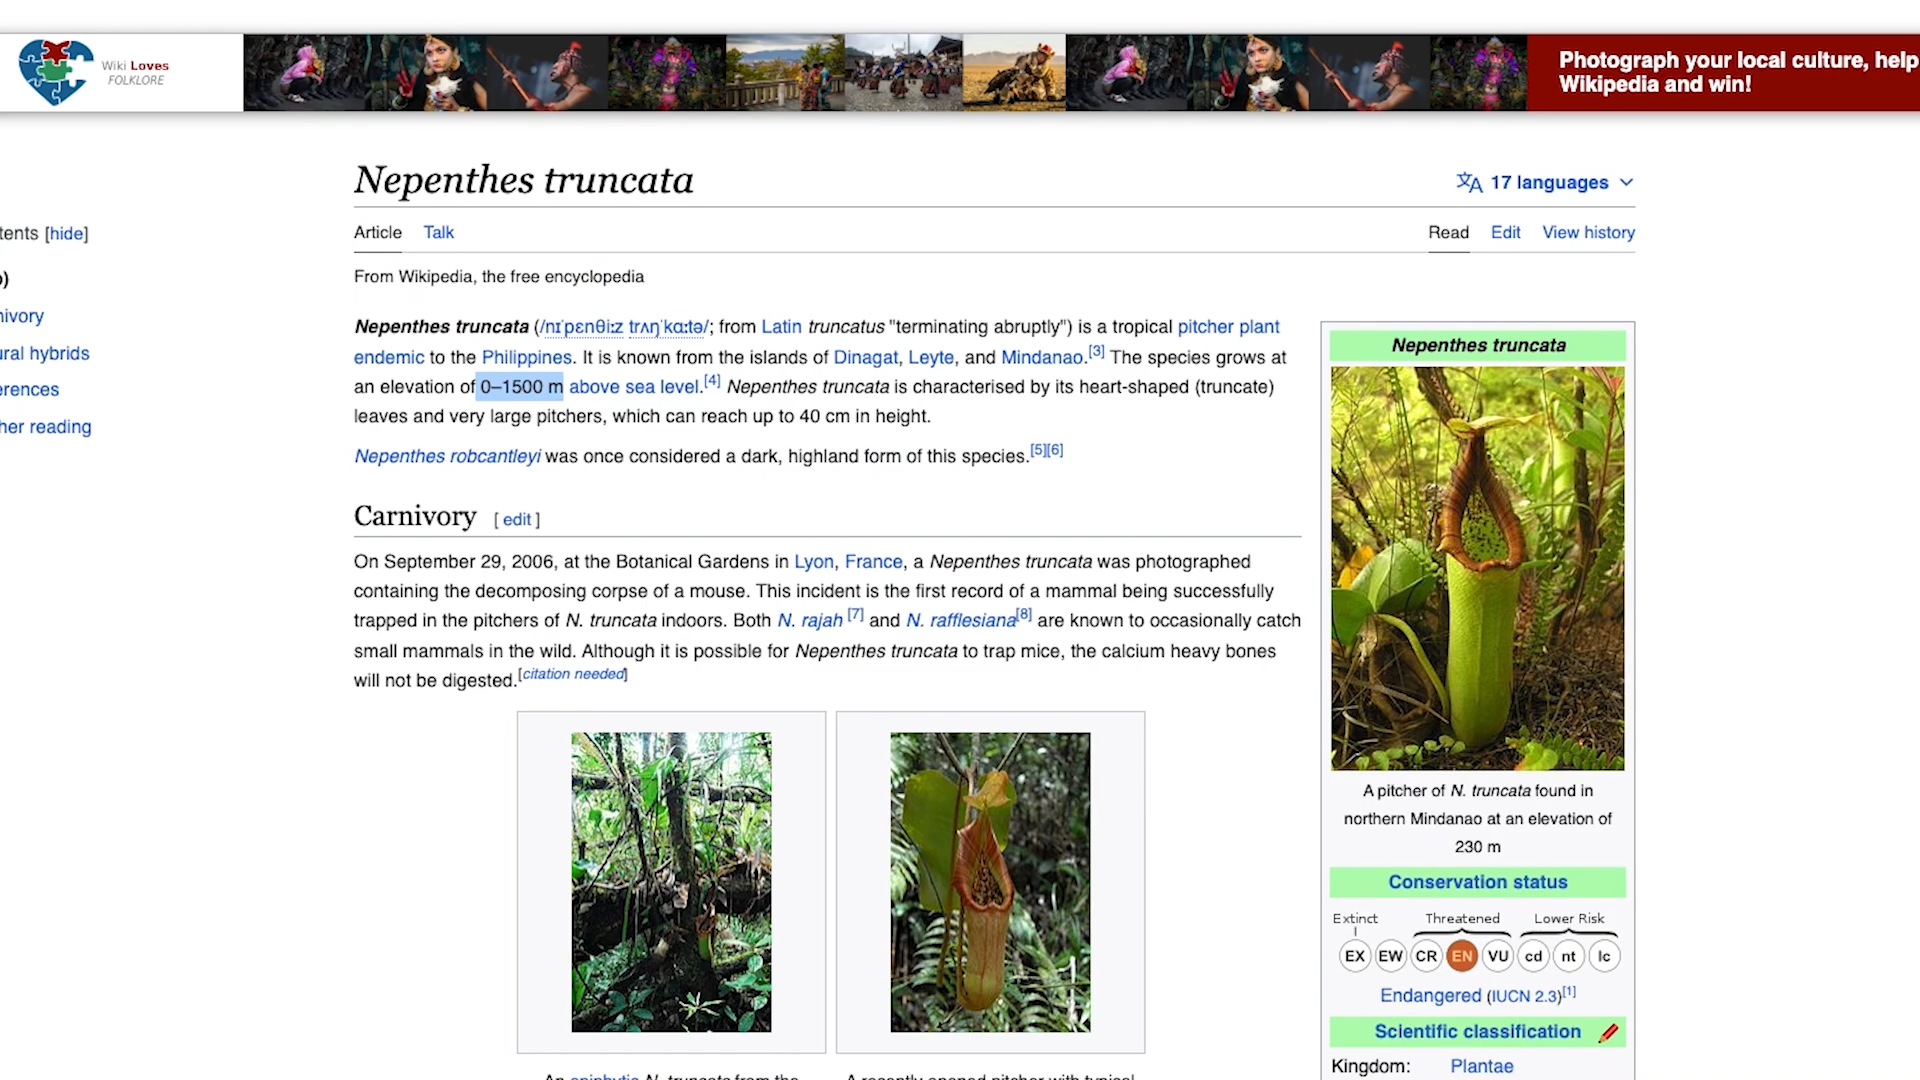 Wiki Loves
FOLKLORE
Photograph your local culture, help
Wikipedia and win!
Nepenthes truncata
17 languages
Article Talk
Read Edit View history
tents [hide]
From Wikipedia, the free encyclopedia
Nepenthes truncata (/nɪˈpɛnθiːz trʌŋˈkɑːtə/; from Latin truncatus "terminating abruptly") is a tropical pitcher plant
endemic to the Philippines. It is known from the islands of Dinagat, Leyte, and Mindanao.[3] The species grows at
an elevation of 0–1500 m above sea level.[4] Nepenthes truncata is characterised by its heart-shaped (truncate)
leaves and very large pitchers, which can reach up to 40 cm in height.
Nepenthes robcantleyi was once considered a dark, highland form of this species.[5][6]
nivory
ural hybrids
erences
her reading
Carnivory [ edit ]
On September 29, 2006, at the Botanical Gardens in Lyon, France, a Nepenthes truncata was photographed
containing the decomposing corpse of a mouse. This incident is the first record of a mammal being successfully
trapped in the pitchers of N. truncata indoors. Both N. rajah [7] and N. rafflesiana[8] are known to occasionally catch
small mammals in the wild. Although it is possible for Nepenthes truncata to trap mice, the calcium heavy bones
will not be digested.[citation needed]
Nepenthes truncata
A pitcher of N. truncata found in
northern Mindanao at an elevation of
230 m
Conservation status
Extinct Threatened Lower Risk
EX EW CR EN VU cd nt lc
Endangered (IUCN 2.3)[1]
Scientific classification
Kingdom: Plantae
An epiphytic N. truncata from the
A recently opened pitcher with typical